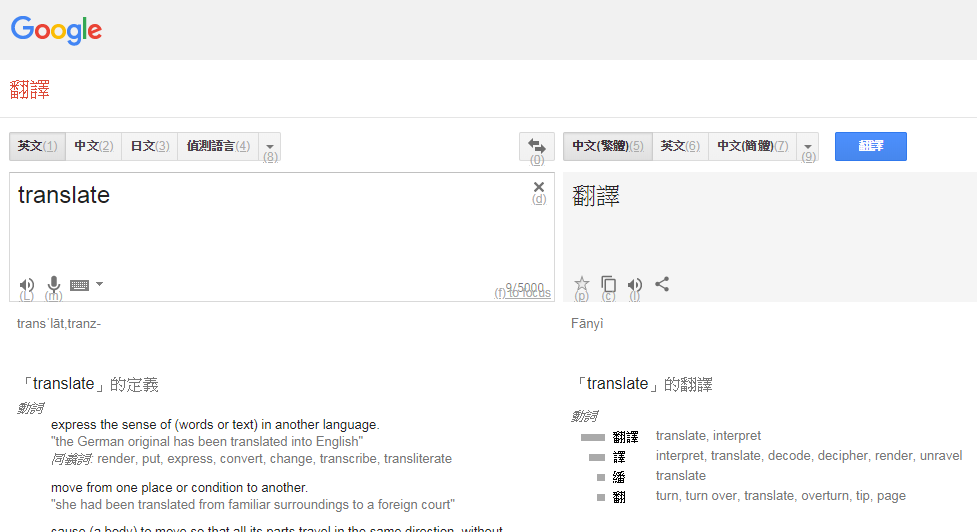 Google
翻譯
英文(1) 中文(2) 日文(3) 偵測語言(4) (8) (0) 中文(繁體)(5) 英文(6) 中文(簡體)(7) (9) 翻譯
translate (d) 翻譯
(L) (m) 9/5000 (f) to focus (p) (c) (l)
trans΄lāt,tranz- Fānyì
「translate」的定義
動詞
express the sense of (words or text) in another language.
"the German original has been translated into English"
同義詞: render, put, express, convert, change, transcribe, transliterate
move from one place or condition to another.
"she had been translated from familiar surroundings to a foreign court"
cause (a body) to move so that all its parts travel in the same direction, without
「translate」的翻譯
動詞
翻譯 translate, interpret
譯 interpret, translate, decode, decipher, render, unravel
繙 translate
翻 turn, turn over, translate, overturn, tip, page